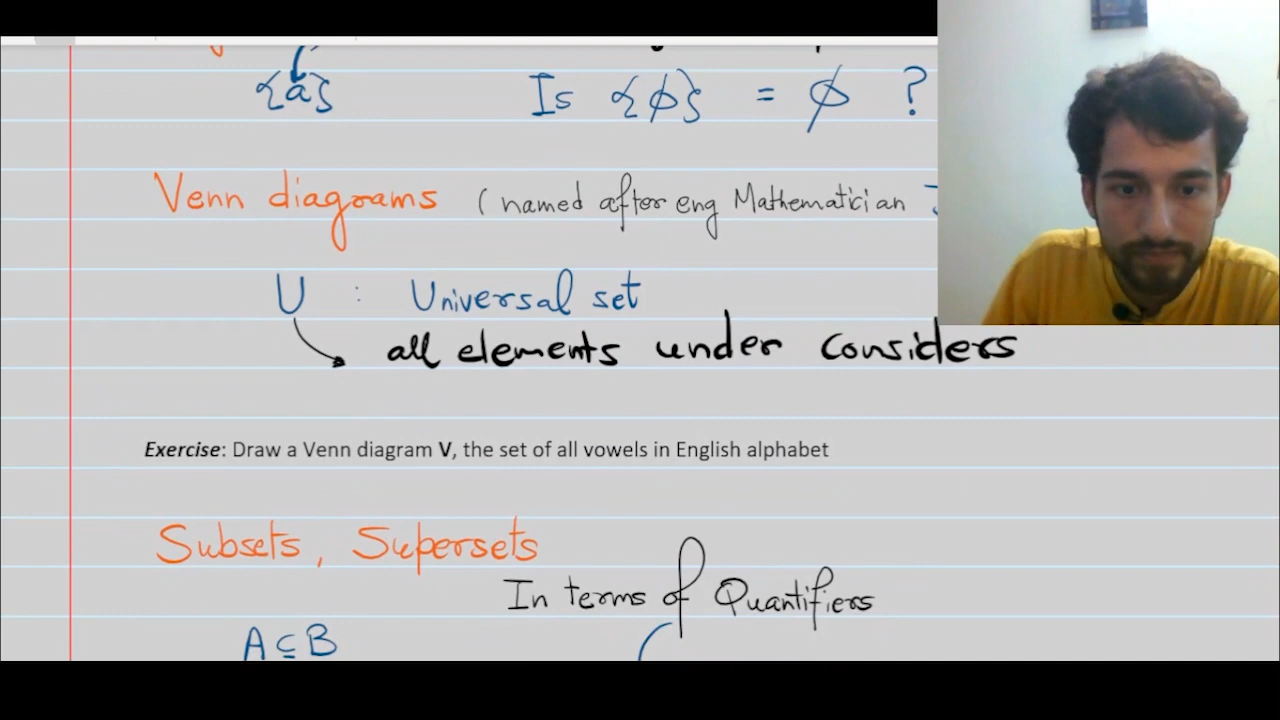 {a}
Is {ϕ} = ϕ ?
Venn diagrams (named after eng Mathematician
U : Universal set
all elements under considers
Exercise: Draw a Venn diagram V, the set of all vowels in English alphabet
Subsets, Supersets
In terms of Quantifiers
A ⊆ B